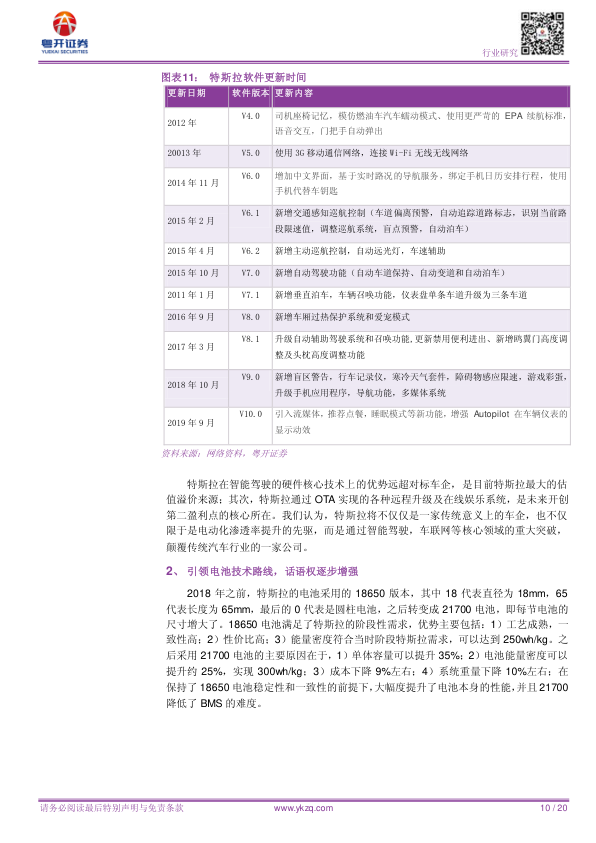 粤开证券
YUEKAI SECURITIES
行业研究
图表11： 特斯拉软件更新时间
更新日期 软件版本 更新内容
2012 年 V4.0 司机座椅记忆，模仿燃油车汽车蠕动模式、使用更严苛的 EPA 续航标准，
语音交互，门把手自动弹出
20013 年 V5.0 使用 3G 移动通信网络，连接 Wi-Fi 无线无线网络
2014 年 11 月 V6.0 增加中文界面，基于实时路况的导航服务，绑定手机日历安排行程，使用
手机代替车钥匙
2015 年 2 月 V6.1 新增交通感知巡航控制（车道偏离预警，自动追踪道路标志，识别当前路
段限速值，调整巡航系统，盲点预警，自动泊车）
2015 年 4 月 V6.2 新增主动巡航控制，自动远光灯，车速辅助
2015 年 10 月 V7.0 新增自动驾驶功能（自动车道保持、自动变道和自动泊车）
2011 年 1 月 V7.1 新增垂直泊车，车辆召唤功能，仪表盘单条车道升级为三条车道
2016 年 9 月 V8.0 新增车厢过热保护系统和爱宠模式
2017 年 3 月 V8.1 升级自动辅助驾驶系统和召唤功能,更新禁用便利进出、新增鸥翼门高度调
整及头枕高度调整功能
2018 年 10 月 V9.0 新增盲区警告，行车记录仪，寒冷天气套件，障碍物感应限速，游戏彩蛋，
升级手机应用程序，导航功能，多媒体系统
2019 年 9 月 V10.0 引入流媒体，推荐点餐，睡眠模式等新功能，增强 Autopilot 在车辆仪表的
显示动效
资料来源：网络资料，粤开证券
特斯拉在智能驾驶的硬件核心技术上的优势远超对标车企，是目前特斯拉最大的估
值溢价来源；其次，特斯拉通过 OTA 实现的各种远程升级及在线娱乐系统，是未来开创
第二盈利点的核心所在。我们认为，特斯拉将不仅仅是一家传统意义上的车企，也不仅
限于是电动化渗透率提升的先驱，而是通过智能驾驶，车联网等核心领域的重大突破，
颠覆传统汽车行业的一家公司。
2、 引领电池技术路线，话语权逐步增强
2018 年之前，特斯拉的电池采用的 18650 版本，其中 18 代表直径为 18mm，65
代表长度为 65mm，最后的 0 代表是圆柱电池，之后转变成 21700 电池，即每节电池的
尺寸增大了。18650 电池满足了特斯拉的阶段性需求，优势主要包括：1）工艺成熟，一
致性高；2）性价比高；3）能量密度符合当时阶段特斯拉需求，可以达到 250wh/kg。之
后采用 21700 电池的主要原因在于，1）单体容量可以提升 35%；2）电池能量密度可以
提升约 25%，实现 300wh/kg；3）成本下降 9%左右；4）系统重量下降 10%左右；在
保持了 18650 电池稳定性和一致性的前提下，大幅度提升了电池本身的性能，并且 21700
降低了 BMS 的难度。
请务必阅读最后特别声明与免责条款 www.ykzq.com 10 / 20